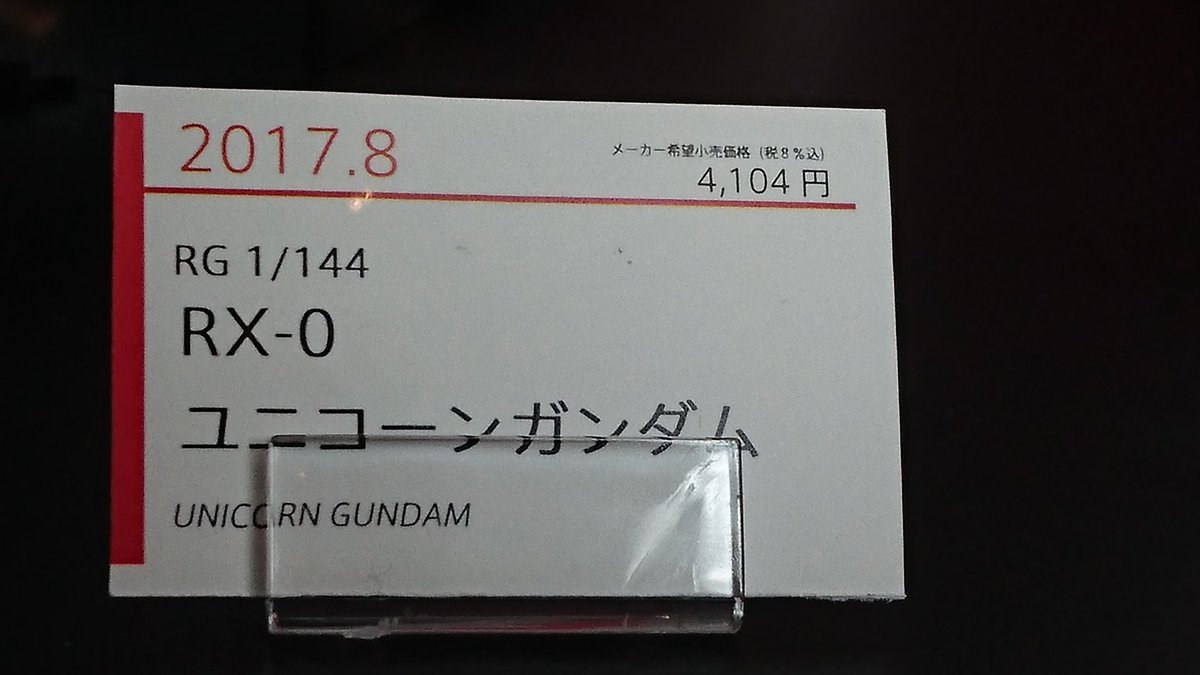 2017.8
メーカー希望小売価格（税8%込）
4,104 円
RG 1/144
RX-0
ユニコーンガンダム
UNICORN GUNDAM